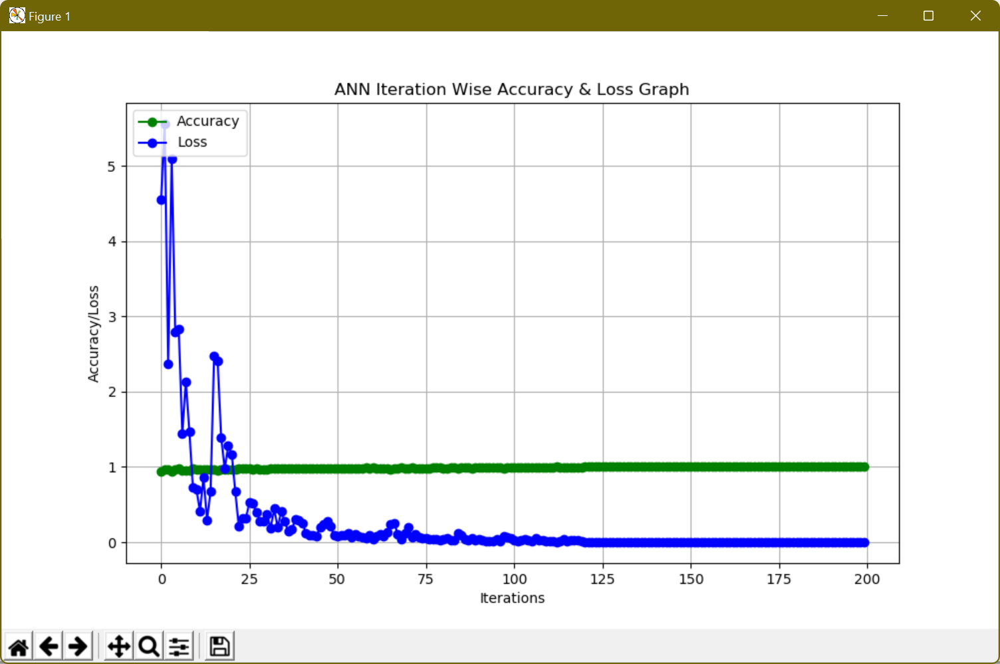 Figure 1
ANN Iteration Wise Accuracy & Loss Graph
Accuracy
Loss
5
4
3
2
1
0
Accuracy/Loss
0 25 50 75 100 125 150 175 200
Iterations